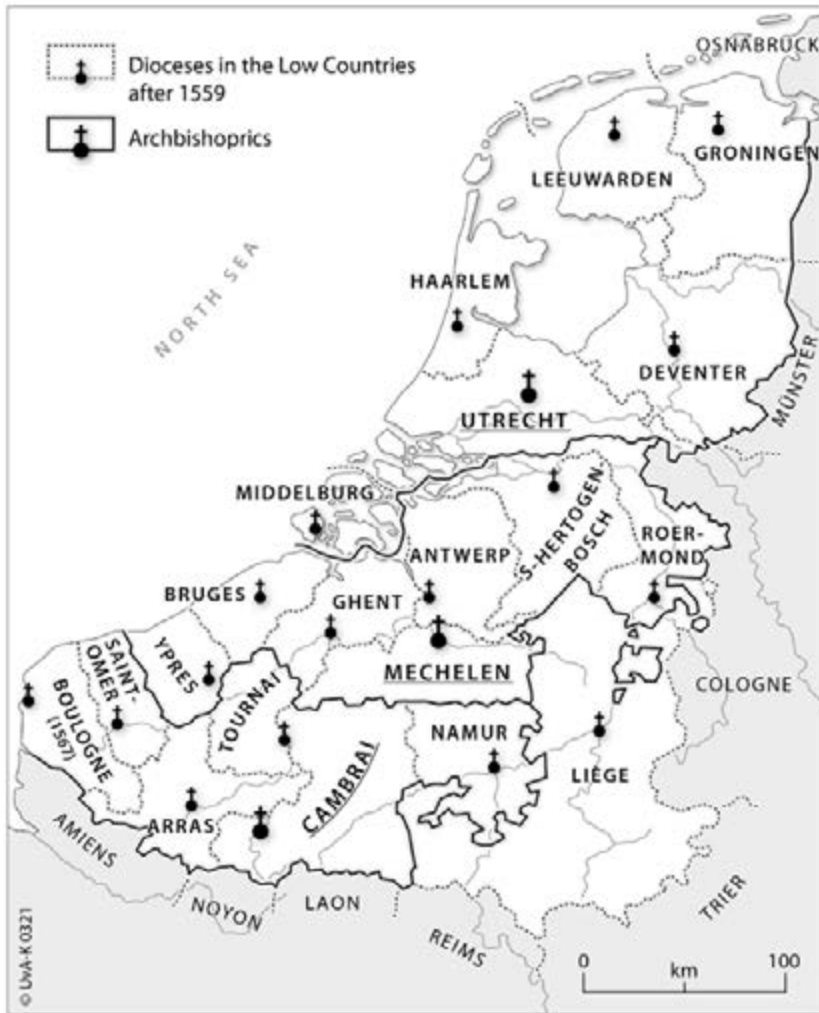 Dioceses in the Low Countries
after 1559
Archbishoprics
OSNABRÜCK
GRONINGEN
LEEUWARDEN
NORTH SEA
HAARLEM
DEVENTER
MÜNSTER
UTRECHT
MIDDELBURG
S-HERTOGEN-
BOSCH
ROER-
MOND
ANTWERP
BRUGES
GHENT
YPRES
SAINT-
OMER
BOULOGNE
(1567)
TOURNAI
MECHELEN
COLOGNE
NAMUR
LIÈGE
CAMBRAI
ARRAS
AMIENS
NOYON
LAON
REIMS
TRIER
0 100
km
© UvA-K 0321